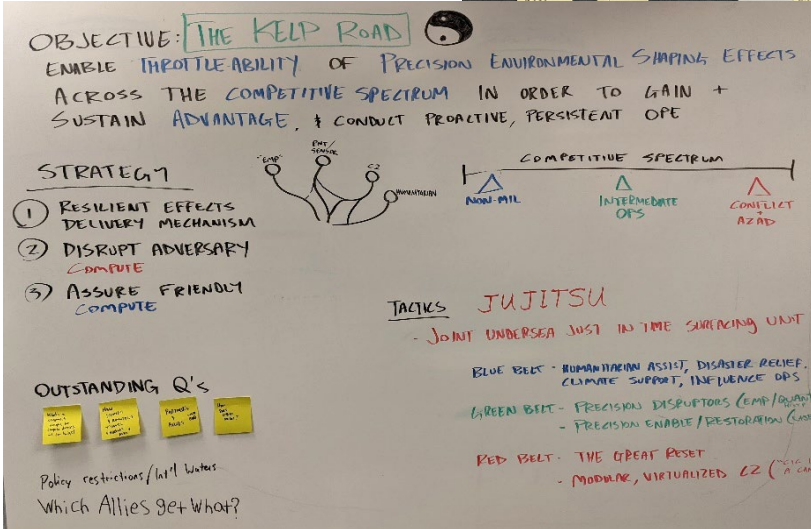 OBJECTIVE: THE KELP ROAD
ENABLE THROTTLE-ABILITY OF PRECISION ENVIRONMENTAL SHAPING EFFECTS
ACROSS THE COMPETITIVE SPECTRUM IN ORDER TO GAIN +
SUSTAIN ADVANTAGE, & CONDUCT PROACTIVE, PERSISTENT OPE
STRATEGY
① RESILIENT EFFECTS
DELIVERY MECHANISM
② DISRUPT ADVERSARY
COMPUTE
③ ASSURE FRIENDLY
COMPUTE
"EMP"
PNT/
SENSOR
C2
HUMANITARIAN
COMPETITIVE SPECTRUM
NON-MIL
INTERMEDIATE
OPS
CONFLICT
+
AZAD
TACTICS JUJITSU
- JOINT UNDERSEA JUST IN TIME SURFACING UNIT
BLUE BELT - HUMANITARIAN ASSIST, DISASTER RELIEF.
CLIMATE SUPPORT, INFLUENCE OPS
GREEN BELT - PRECISION DISRUPTORS (EMP/
- PRECISION ENABLE/RESTORATION
RED BELT - THE GREAT RESET
- MODULAR, VIRTUALIZED C2
OUTSTANDING Q's
Policy restrictions/Int'l Waters
Which Allies get What?